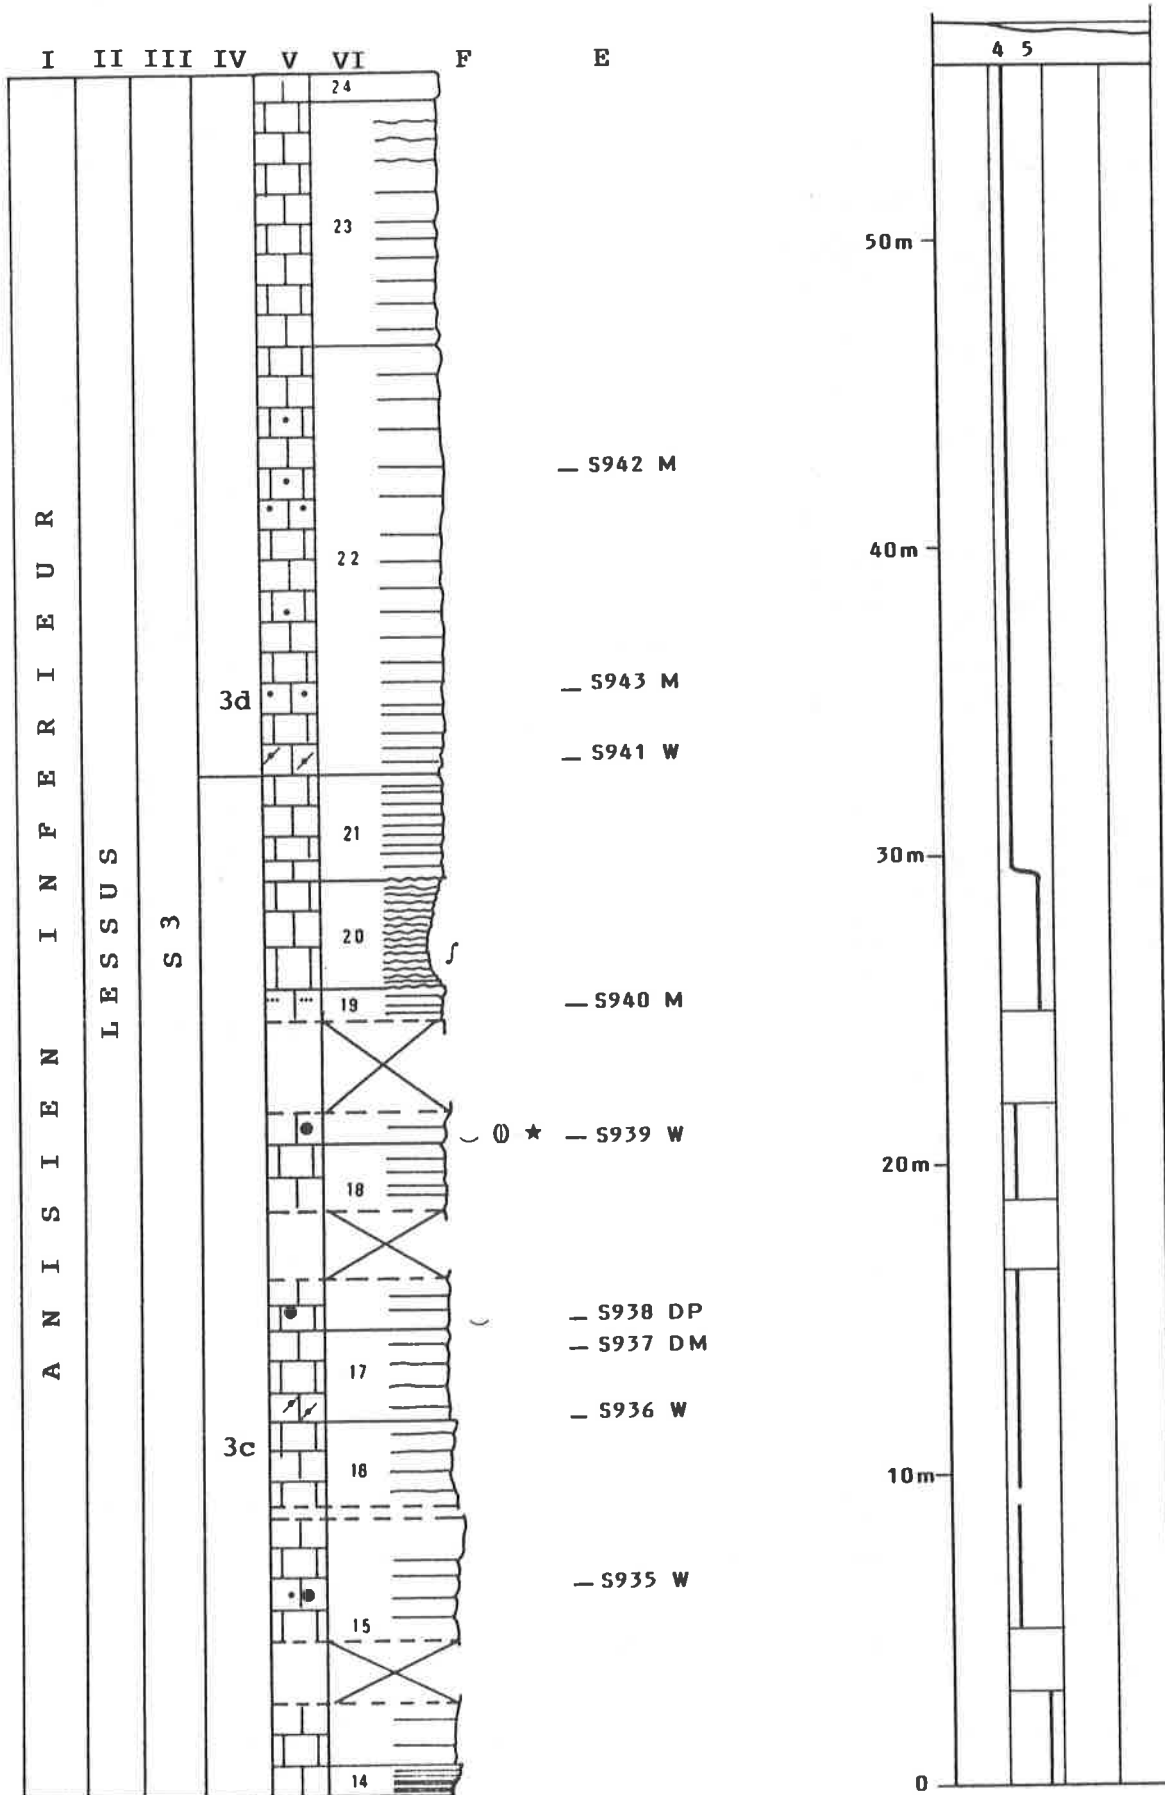 I II III IV V VI F E
4 5
24
23
50m
S942 M
40m
22
S943 M
3d
S941 W
21
30m
20
19
S940 M
S939 W
20m
18
S938 DP
S937 DM
17
S936 W
3c
16
10m
S935 W
15
14
0
ANISIEN INFERIEUR
LESSUS
S3